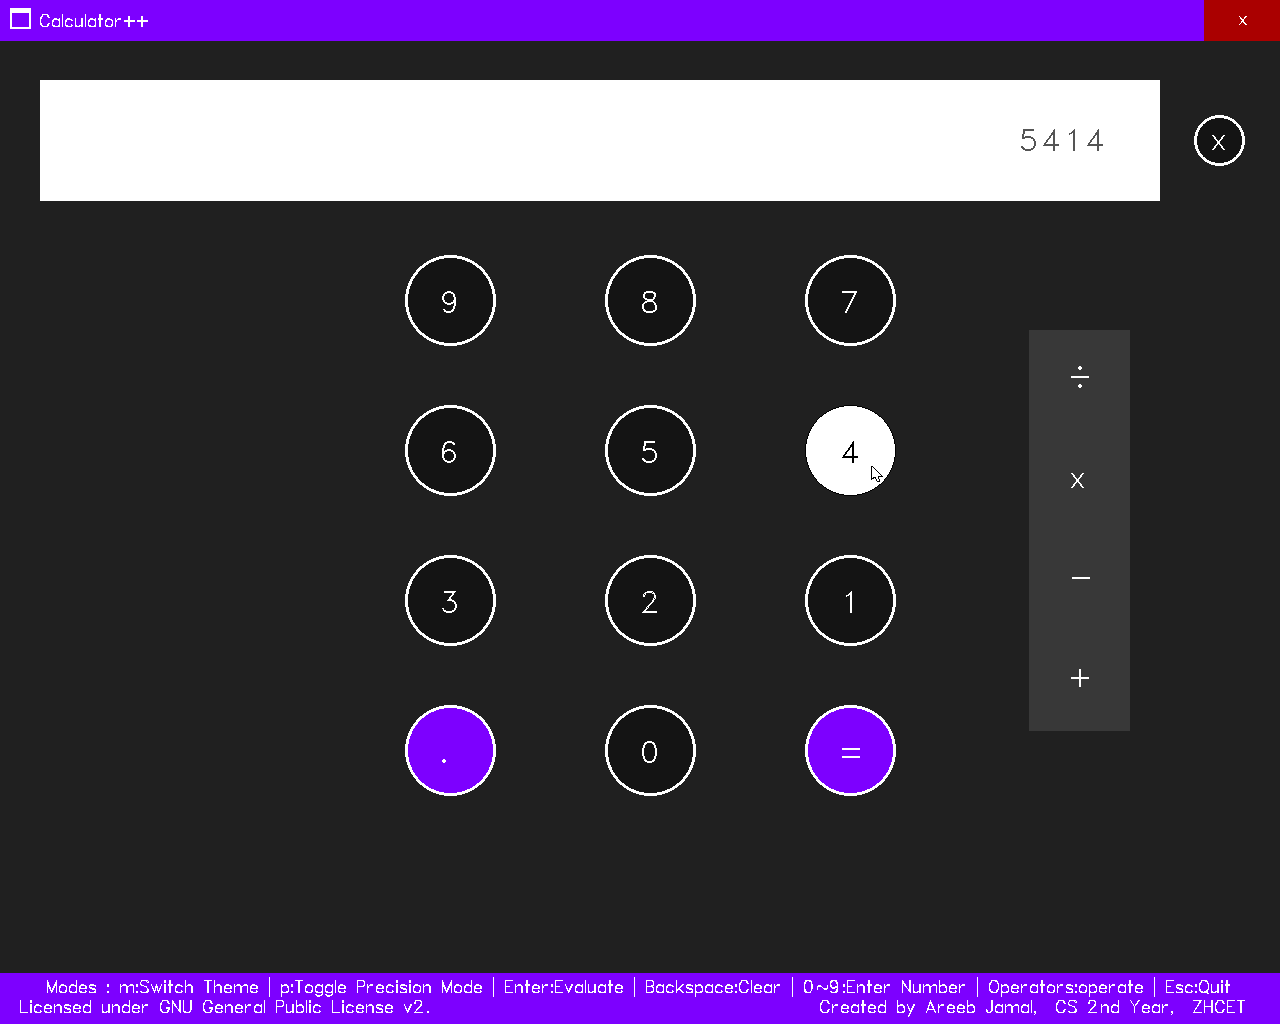 Calculator++ x
5414 x
9 8 7
÷
6 5 4
x
−
3 2 1
+
. 0 =
Modes : m:Switch Theme | p:Toggle Precision Mode | Enter:Evaluate | Backspace:Clear | 0~9:Enter Number | Operators:operate | Esc:Quit
Licensed under GNU General Public License v2. Created by Areeb Jamal, CS 2nd Year, ZHCET